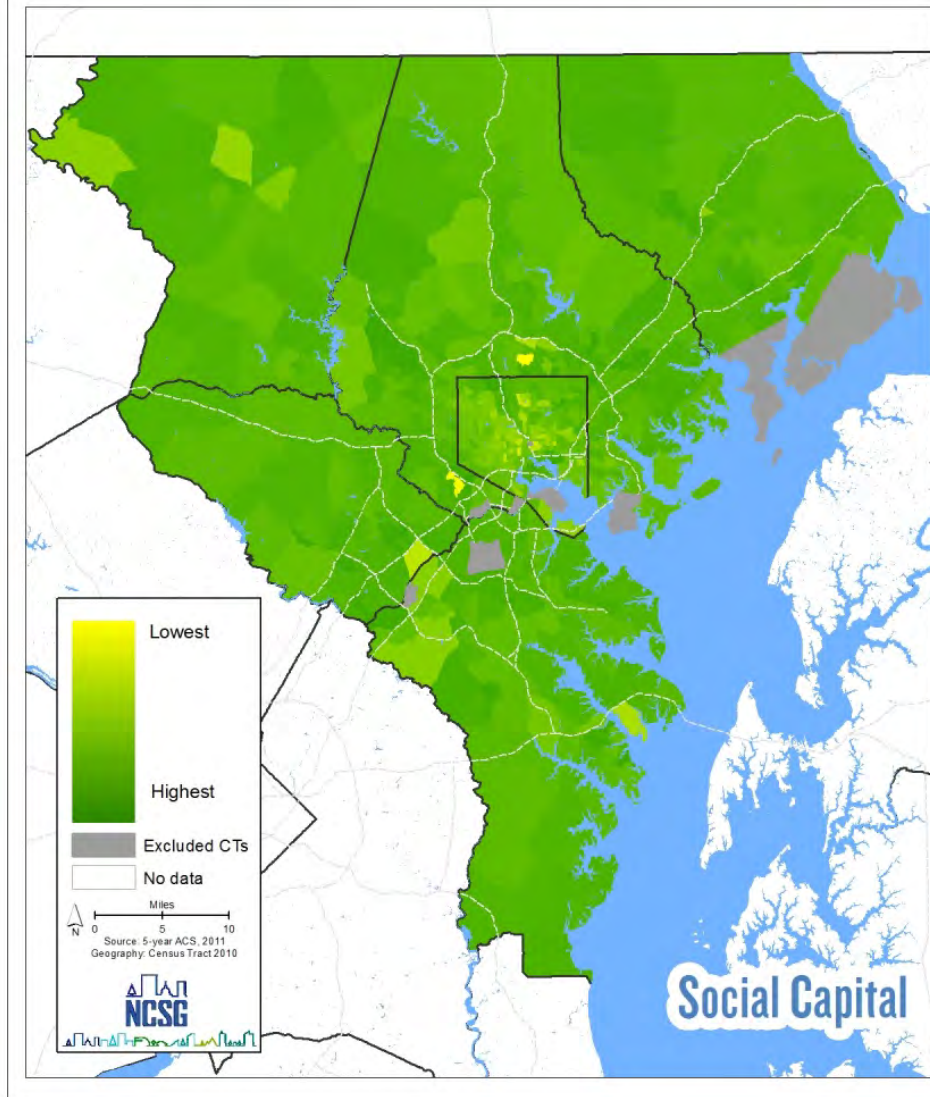 Lowest
Highest
Excluded CTs
No data
Miles
N
0 5 10
Source: 5-year ACS, 2011
Geography: Census Tract 2010
NCSG
Social Capital